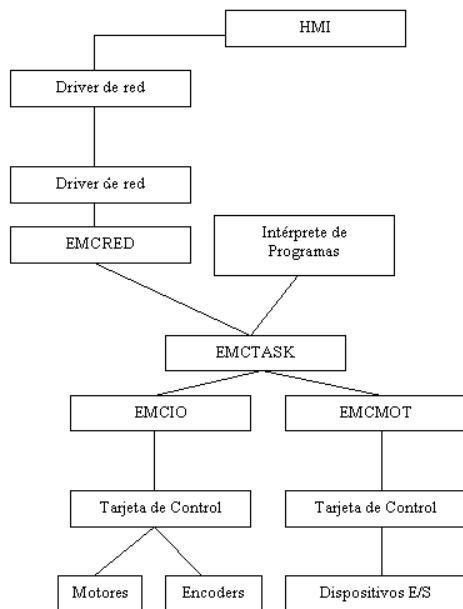 HMI
Driver de red
Driver de red
EMCRED
Intérprete de
Programas
EMCTASK
EMCIO
EMCMOT
Tarjeta de Control
Tarjeta de Control
Motores
Encoders
Dispositivos E/S